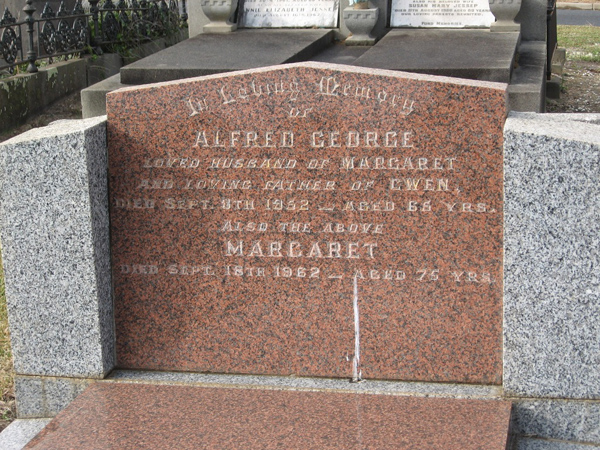 In Loving Memory
OF
ALFRED GEORGE
LOVED HUSBAND OF MARGARET
AND LOVING FATHER OF GWEN.
DIED SEPT. 8TH 1952 — AGED 68 YRS.
ALSO THE ABOVE
MARGARET
DIED SEPT. 18TH 1962 — AGED 75 YRS.